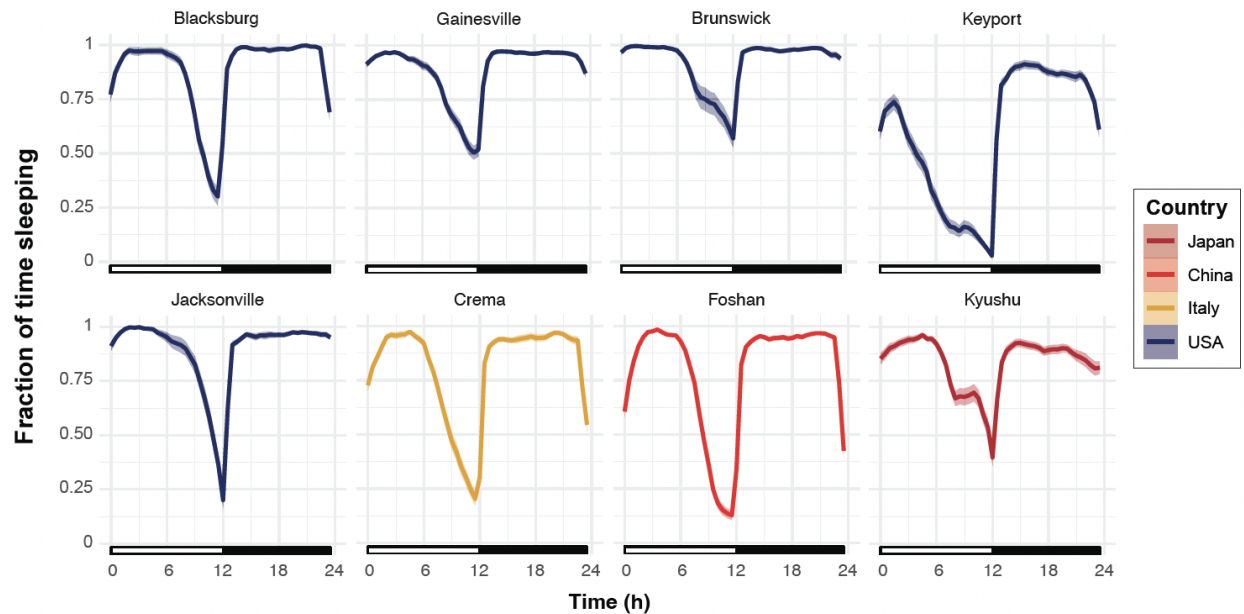 Blacksburg Gainesville Brunswick Keyport
1
0.75
0.50
0.25
0
Fraction of time sleeping
Jacksonville Crema Foshan Kyushu
1
0.75
0.50
0.25
0
0 6 12 18 24 0 6 12 18 24 0 6 12 18 24 0 6 12 18 24
Time (h)
Country
Japan
China
Italy
USA